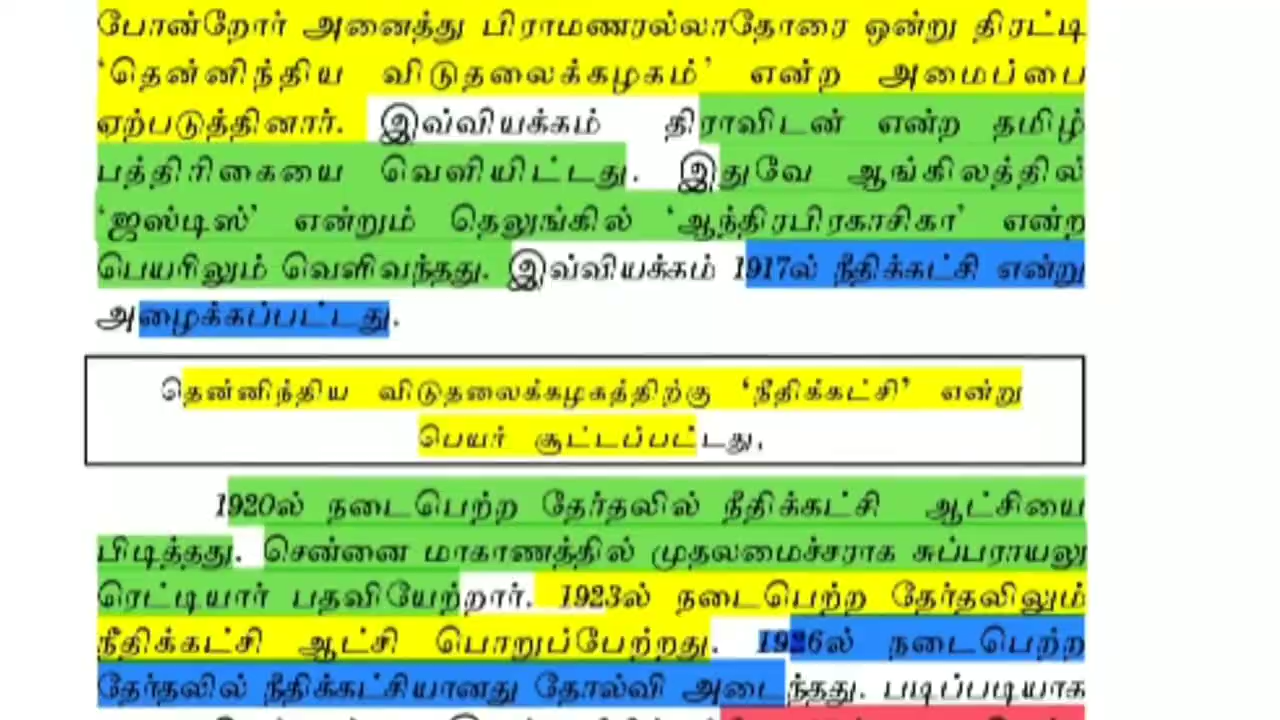 போன்றோர் அனைத்து பிராமணரல்லாதோரை ஒன்று திரட்டி
‘தென்னிந்திய விடுதலைக்கழகம்’ என்ற அமைப்பை
ஏற்படுத்தினார். இவ்வியக்கம் திராவிடன் என்ற தமிழ்
பத்திரிகையை வெளியிட்டது. இதுவே ஆங்கிலத்தில்
‘ஜஸ்டிஸ்’ என்றும் தெலுங்கில் ‘ஆந்திரபிரகாசிகா’ என்ற
பெயரிலும் வெளிவந்தது. இவ்வியக்கம் 1917ல் நீதிக்கட்சி என்று
அழைக்கப்பட்டது.
தென்னிந்திய விடுதலைக்கழகத்திற்கு ‘நீதிக்கட்சி’ என்று
பெயர் சூட்டப்பட்டது.
1920ல் நடைபெற்ற தேர்தலில் நீதிக்கட்சி ஆட்சியை
பிடித்தது. சென்னை மாகாணத்தில் முதலமைச்சராக சுப்பராயலு
ரெட்டியார் பதவியேற்றார். 1923ல் நடைபெற்ற தேர்தலிலும்
நீதிக்கட்சி ஆட்சி பொறுப்பேற்றது. 1926ல் நடைபெற்ற
தேர்தலில் நீதிக்கட்சியானது தோல்வி அடைந்தது. படிப்படியாக